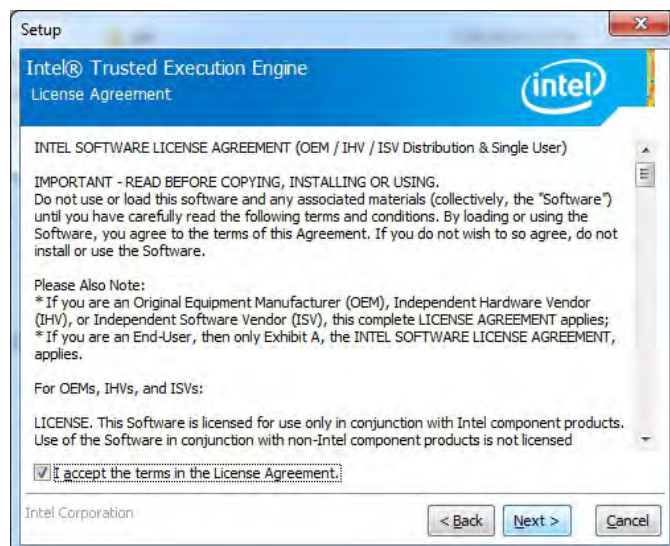 Setup
Intel® Trusted Execution Engine
License Agreement
intel
INTEL SOFTWARE LICENSE AGREEMENT (OEM / IHV / ISV Distribution & Single User)
IMPORTANT - READ BEFORE COPYING, INSTALLING OR USING.
Do not use or load this software and any associated materials (collectively, the "Software")
until you have carefully read the following terms and conditions. By loading or using the
Software, you agree to the terms of this Agreement. If you do not wish to so agree, do not
install or use the Software.
Please Also Note:
* If you are an Original Equipment Manufacturer (OEM), Independent Hardware Vendor
(IHV), or Independent Software Vendor (ISV), this complete LICENSE AGREEMENT applies;
* If you are an End-User, then only Exhibit A, the INTEL SOFTWARE LICENSE AGREEMENT,
applies.
For OEMs, IHVs, and ISVs:
LICENSE. This Software is licensed for use only in conjunction with Intel component products.
Use of the Software in conjunction with non-Intel component products is not licensed
I accept the terms in the License Agreement.
Intel Corporation
< Back
Next >
Cancel